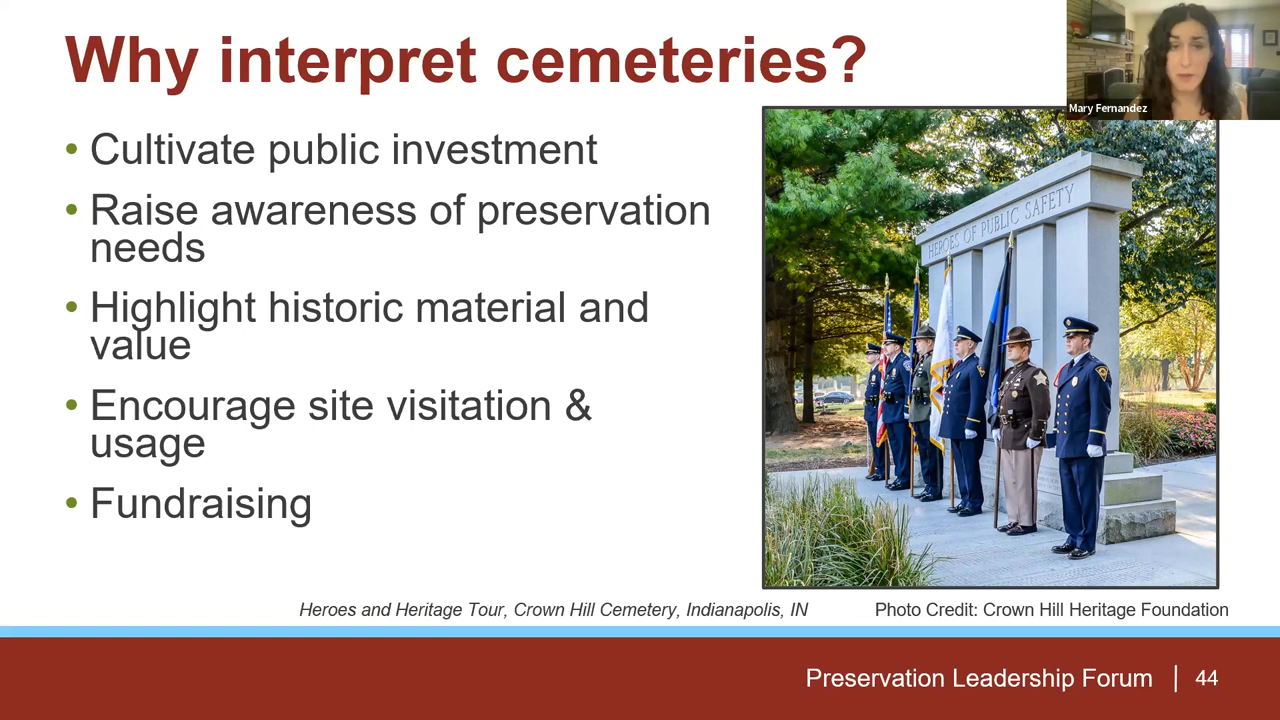 Why interpret cemeteries?
Mary Fernandez
• Cultivate public investment
• Raise awareness of preservation
needs
• Highlight historic material and
value
• Encourage site visitation &
usage
• Fundraising
HEROES OF PUBLIC SAFETY
Heroes and Heritage Tour, Crown Hill Cemetery, Indianapolis, IN
Photo Credit: Crown Hill Heritage Foundation
Preservation Leadership Forum | 44